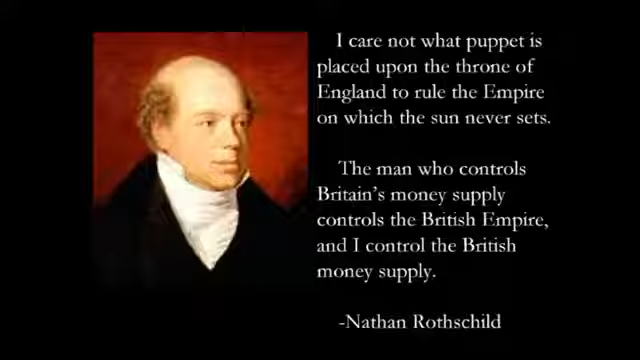 I care not what puppet is
placed upon the throne of
England to rule the Empire
on which the sun never sets.
The man who controls
Britain's money supply
controls the British Empire,
and I control the British
money supply.
-Nathan Rothschild